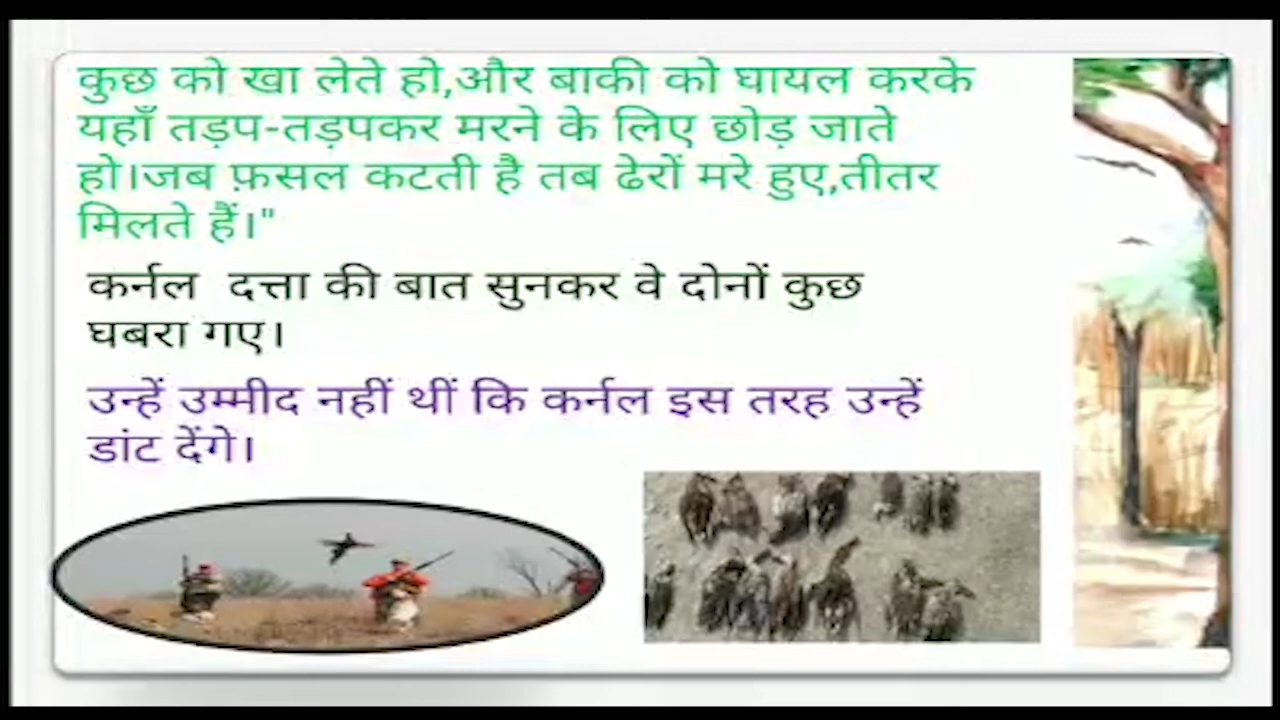 कुछ को खा लेते हो,और बाकी को घायल करके
यहाँ तड़प-तड़पकर मरने के लिए छोड़ जाते
हो।जब फ़सल कटती है तब ढेरों मरे हुए,तीतर
मिलते हैं।"
कर्नल दत्ता की बात सुनकर वे दोनों कुछ
घबरा गए।
उन्हें उम्मीद नहीं थीं कि कर्नल इस तरह उन्हें
डांट देंगे।